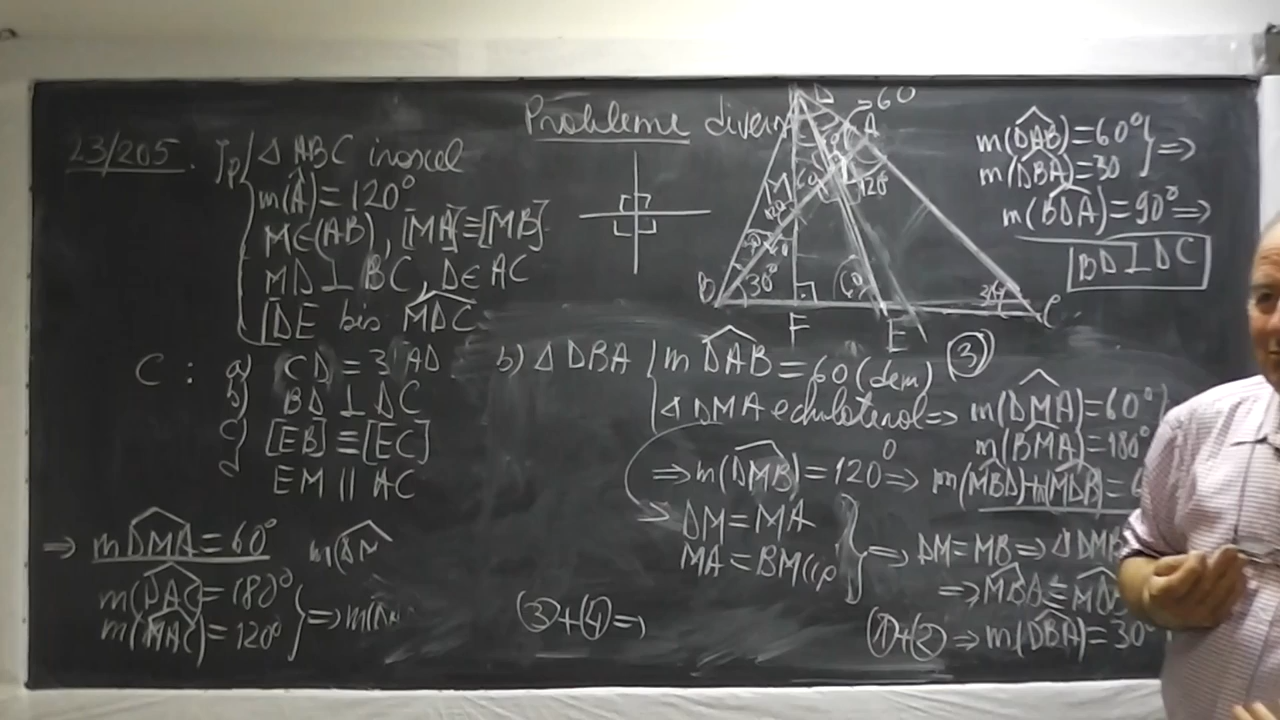 Probleme diverse
23/205. Ip/ Δ ABC isoscel
m(Â) = 120°
M∈(AB), [MA]≡[MB]
MD ⊥ BC, D∈AC
[DE bis MDC
C: a) CD = 3 AD
b) BD ⊥ DC
c) [EB] ≡ [EC]
EM || AC
⇒ m DMA = 60°
m(DAC) = 180°
m(MAC) = 120° } ⇒
D = 60
A
M
120°
B 30°
F
E
C
b) Δ DBA / m DAB = 60 (dem) (3)
Δ DMA echilateral ⇒ m(DMA) = 60°
m(BMA) = 180°
⇒ m(DMB) = 120° ⇒ m(MBD)+m(MDB) = 6
DM = MA
MA = BM (ip } ⇒ DM = MB ⇒ Δ DMB
⇒ MBD ≡ MD
(1)+(2) ⇒ m(DBA) = 30°
(3)+(4) ⇒
m(DAB) = 60°
m(DBA) = 30 } ⇒
m(BDA) = 90° ⇒
BD ⊥ DC